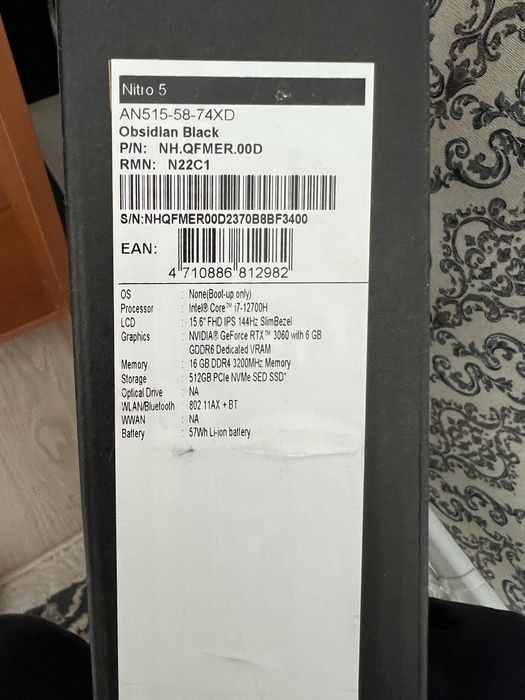 Nitro 5
AN515-58-74XD
Obsidian Black
P/N: NH.QFMER.00D
RMN: N22C1
S/N:NHQFMER00D2370B8BF3400
EAN:
4 710886 812982
OS : None(Boot-up only)
Processor : Intel® Core™ i7-12700H
LCD : 15.6" FHD IPS 144Hz SlimBezel
Graphics : NVIDIA® GeForce RTX™ 3060 with 6 GB
GDDR6 Dedicated VRAM
Memory : 16 GB DDR4 3200MHz Memory
Storage : 512GB PCIe NVMe SED SSD*
Optical Drive : NA
WLAN/Bluetooth : 802.11AX + BT
WWAN : NA
Battery : 57Wh Li-ion battery